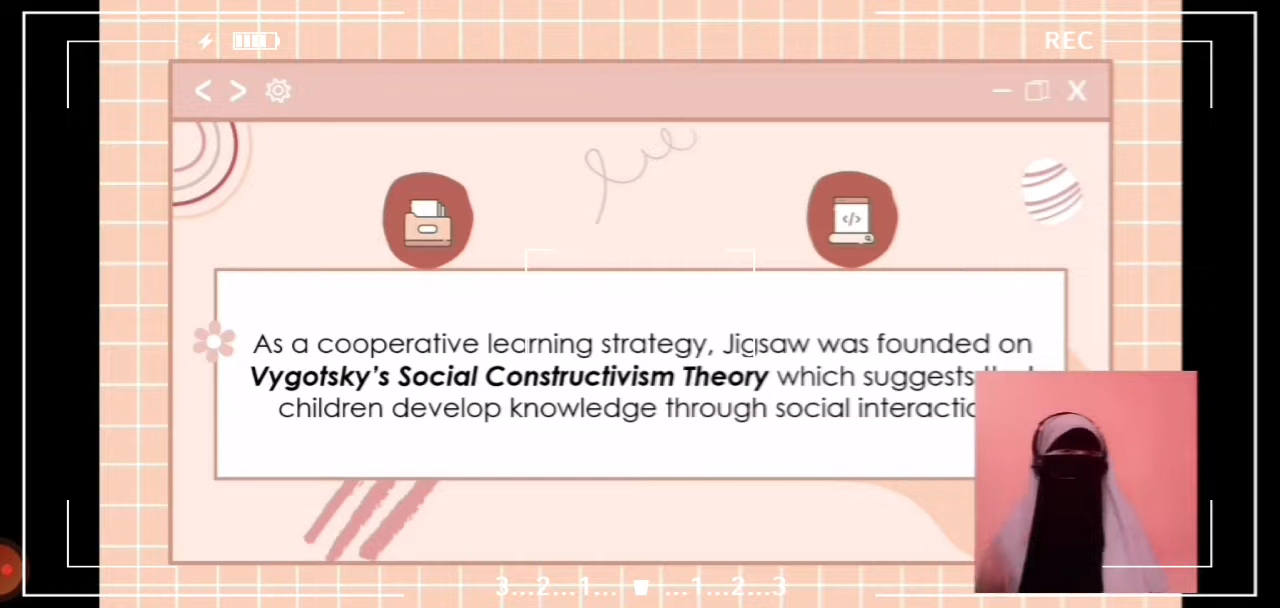 REC
As a cooperative learning strategy, Jigsaw was founded on
Vygotsky's Social Constructivism Theory which suggests
children develop knowledge through social
3...2...1... ...1...2...3